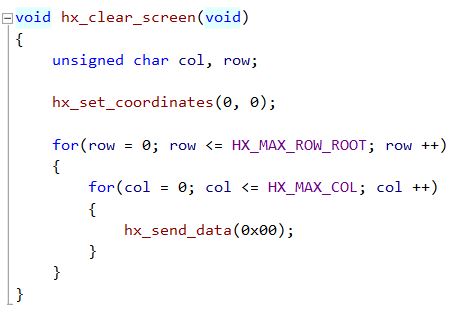 void hx_clear_screen(void)
{
    unsigned char col, row;

    hx_set_coordinates(0, 0);

    for(row = 0; row <= HX_MAX_ROW_ROOT; row ++)
    {
        for(col = 0; col <= HX_MAX_COL; col ++)
        {
            hx_send_data(0x00);
        }
    }
}